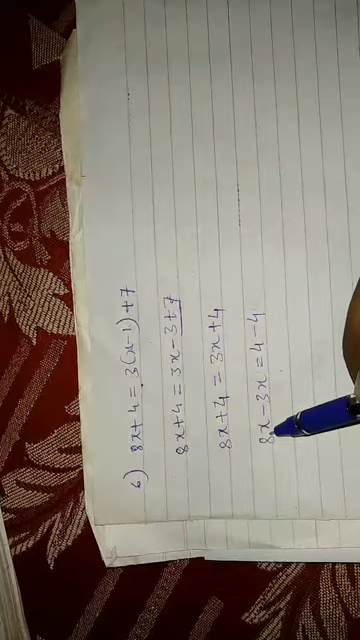 6) 8x+4 = 3(x-1)+7
8x+4 = 3x-3+7
8x+4 = 3x+4
8x-3x = 4-4